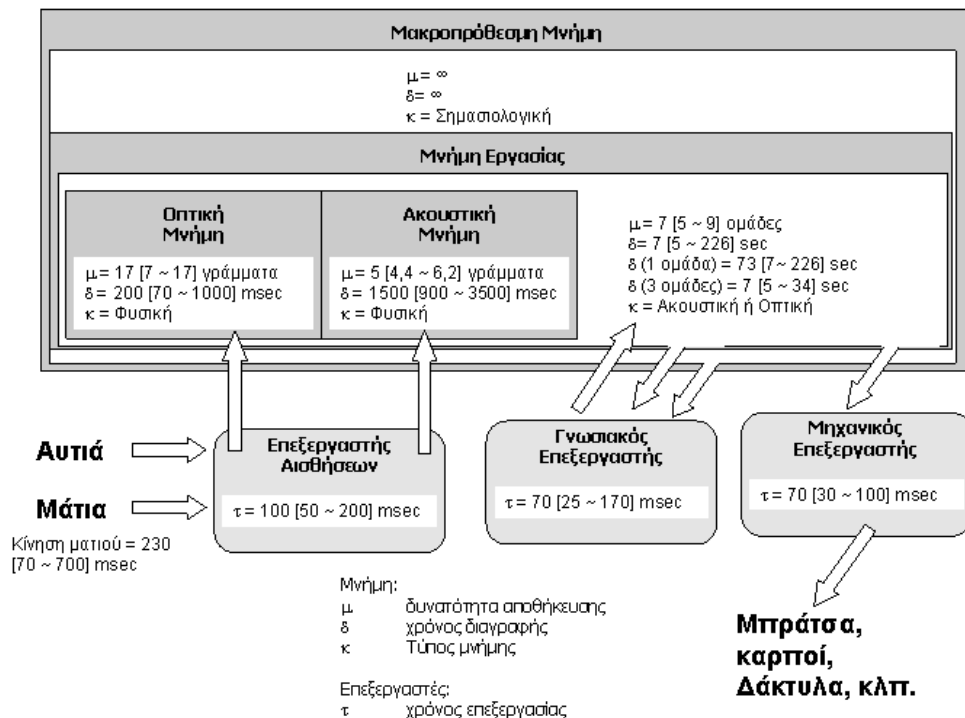 Μακροπρόθεσμη Μνήμη
μ = ∞
δ= ∞
κ = Σημασιολογική
Μνήμη Εργασίας
Οπτική
Μνήμη
μ = 17 [7 ~ 17] γράμματα
δ = 200 [70 ~ 1000] msec
κ = Φυσική
Ακουστική
Μνήμη
μ = 5 [4,4 ~ 6,2] γράμματα
δ = 1500 [900 ~ 3500] msec
κ = Φυσική
μ = 7 [5 ~ 9] ομάδες
δ= 7 [5 ~ 226] sec
δ (1 ομάδα) = 73 [7~ 226] sec
δ (3 ομάδες) = 7 [5 ~ 34] sec
κ = Ακουστική ή Οπτική
Αυτιά
Μάτια
Κίνηση ματιού = 230
[70 ~ 700] msec
Επεξεργαστής
Αισθήσεων
τ = 100 [50 ~ 200] msec
Γνωσιακός
Επεξεργαστής
τ = 70 [25 ~ 170] msec
Μηχανικός
Επεξεργαστής
τ = 70 [30 ~ 100] msec
Μπράτσα,
καρποί,
Δάκτυλα, κλπ.
Μνήμη:
μ δυνατότητα αποθήκευσης
δ χρόνος διαγραφής
κ Τύπος μνήμης
Επεξεργαστές:
τ χρόνος επεξεργασίας